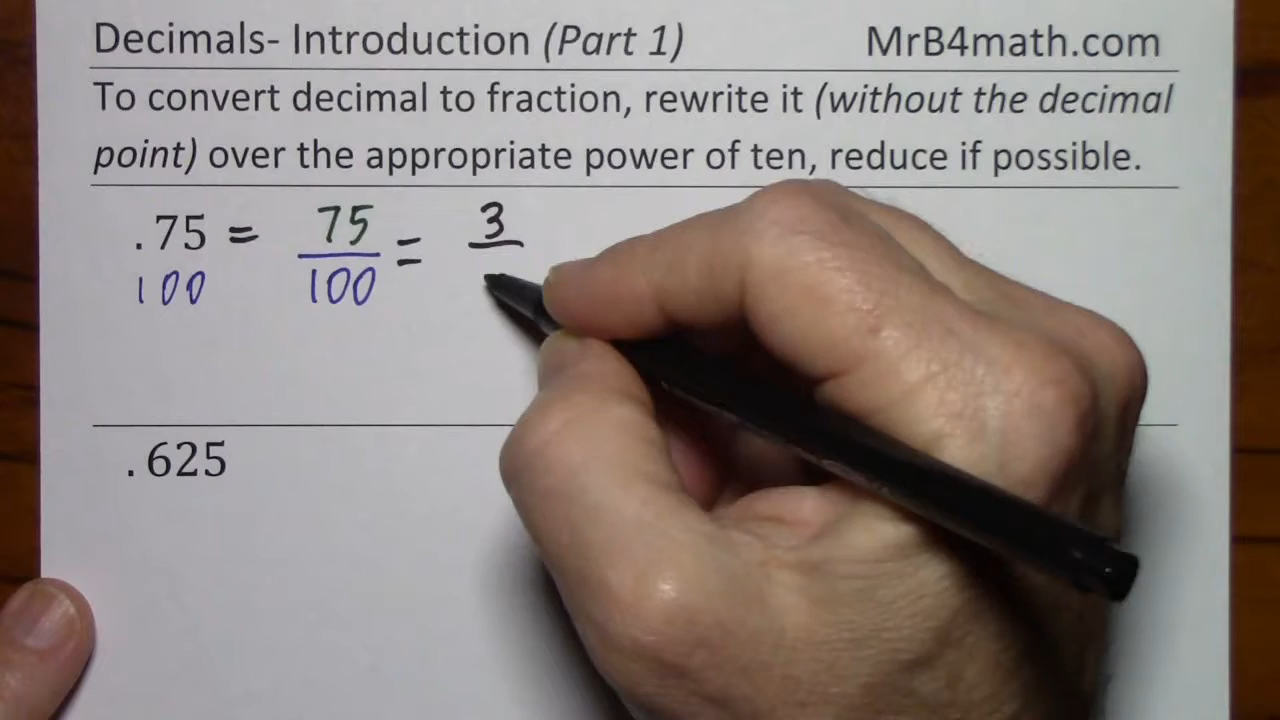 Decimals- Introduction (Part 1) MrB4math.com
To convert decimal to fraction, rewrite it (without the decimal
point) over the appropriate power of ten, reduce if possible.
.75 = 75/100 = 3/
100
.625